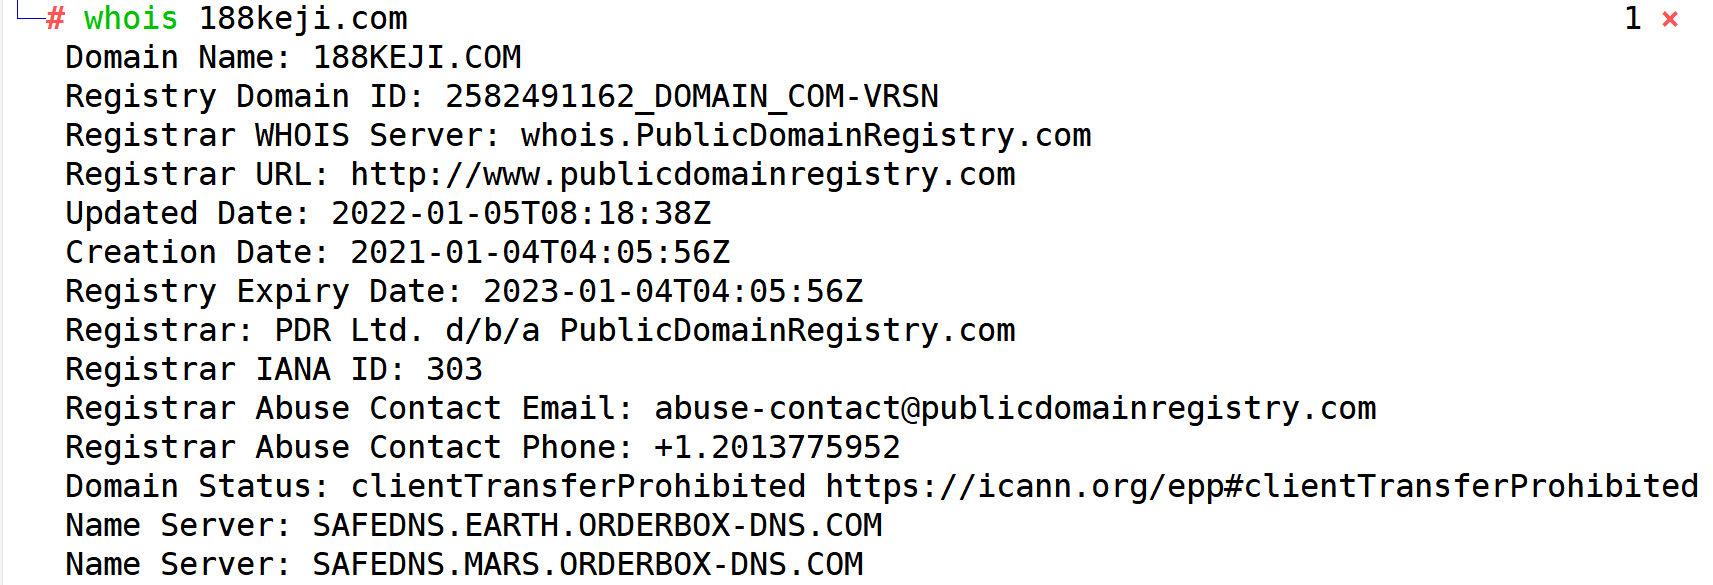 # whois 188keji.com 1 ×
Domain Name: 188KEJI.COM
Registry Domain ID: 2582491162_DOMAIN_COM-VRSN
Registrar WHOIS Server: whois.PublicDomainRegistry.com
Registrar URL: http://www.publicdomainregistry.com
Updated Date: 2022-01-05T08:18:38Z
Creation Date: 2021-01-04T04:05:56Z
Registry Expiry Date: 2023-01-04T04:05:56Z
Registrar: PDR Ltd. d/b/a PublicDomainRegistry.com
Registrar IANA ID: 303
Registrar Abuse Contact Email: abuse-contact@publicdomainregistry.com
Registrar Abuse Contact Phone: +1.2013775952
Domain Status: clientTransferProhibited https://icann.org/epp#clientTransferProhibited
Name Server: SAFEDNS.EARTH.ORDERBOX-DNS.COM
Name Server: SAFEDNS.MARS.ORDERBOX-DNS.COM